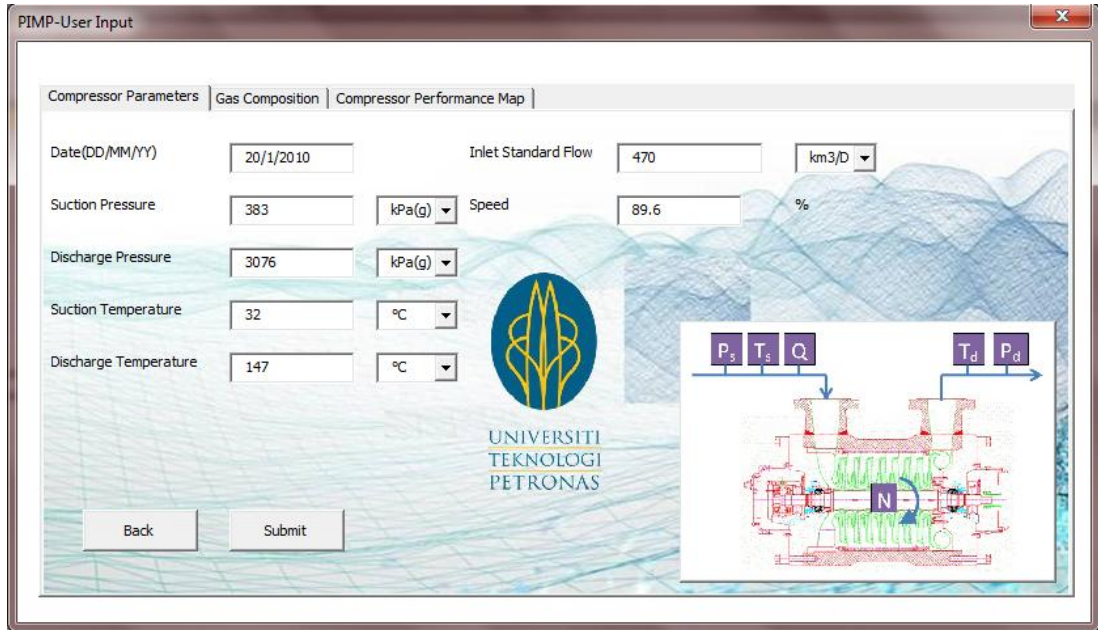 PIMP-User Input
x
Compressor Parameters Gas Composition Compressor Performance Map
Date(DD/MM/YY) 20/1/2010 Inlet Standard Flow 470 km3/D
Suction Pressure 383 kPa(g) Speed 89.6 %
Discharge Pressure 3076 kPa(g)
Suction Temperature 32 °C
Discharge Temperature 147 °C
Ps Ts Q Td Pd
N
UNIVERSITI
TEKNOLOGI
PETRONAS
Back Submit